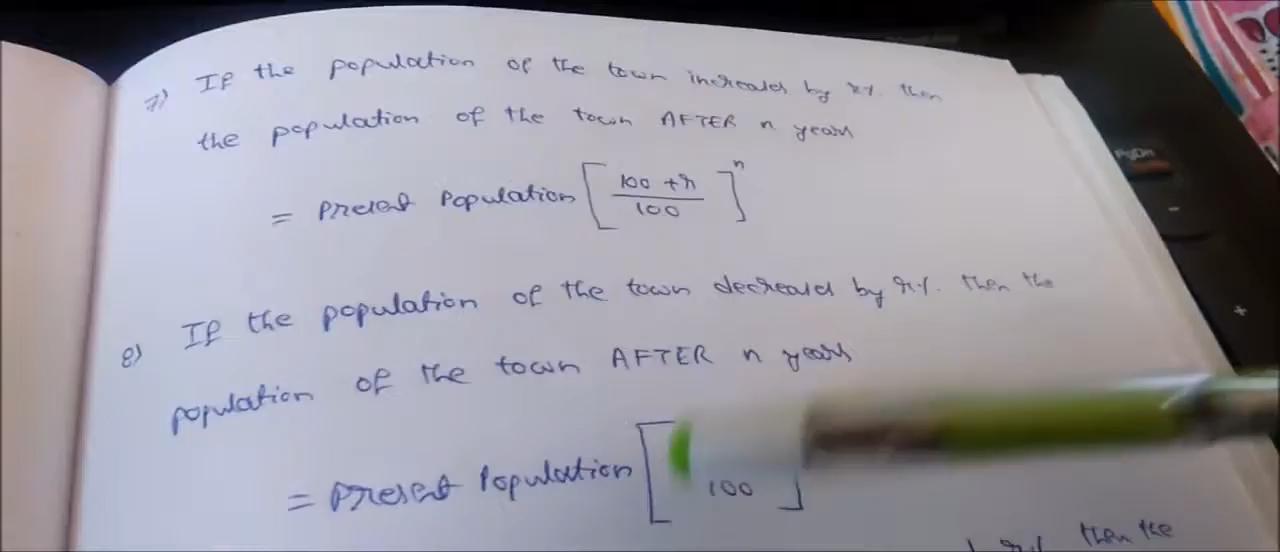 7) If the population of the town increases by r%. then
the population of the town AFTER n years
= Present Population [ 100 + r / 100 ]ⁿ
8) If the population of the town decreases by r%. then the
population of the town AFTER n years
= Present Population [ 100 ]
r% then the
PgDn
-
+